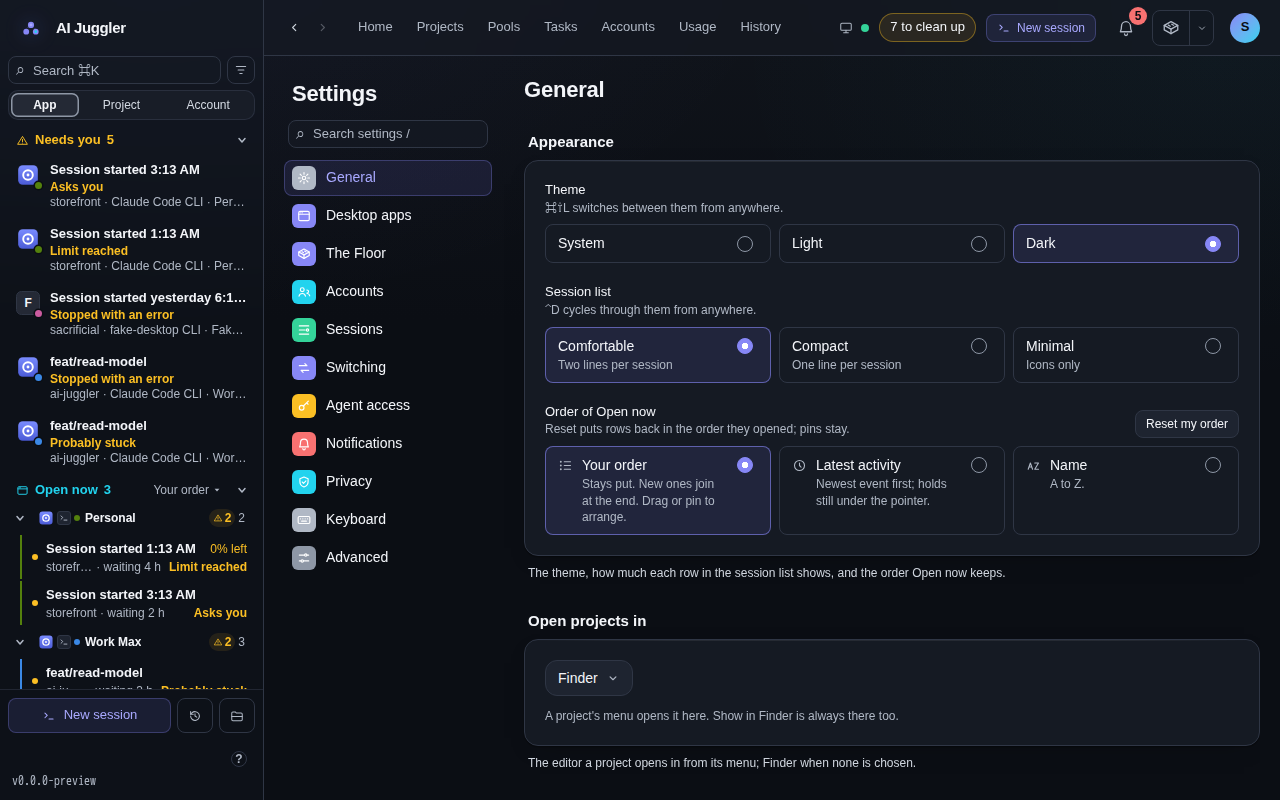 AI Juggler
Search ⌘K
App Project Account
Needs you 5
Session started 3:13 AM
Asks you
storefront · Claude Code CLI · Per…
Session started 1:13 AM
Limit reached
storefront · Claude Code CLI · Per…
F
Session started yesterday 6:1…
Stopped with an error
sacrificial · fake-desktop CLI · Fak…
feat/read-model
Stopped with an error
ai-juggler · Claude Code CLI · Wor…
feat/read-model
Probably stuck
ai-juggler · Claude Code CLI · Wor…
Open now 3 Your order
Personal 2 2
Session started 1:13 AM 0% left
storefr… · waiting 4 h Limit reached
Session started 3:13 AM
storefront · waiting 2 h Asks you
Work Max 2 3
feat/read-model
New session
?
v0.0.0-preview
Home Projects Pools Tasks Accounts Usage History
7 to clean up
New session
5
S
Settings
Search settings /
General
Desktop apps
The Floor
Accounts
Sessions
Switching
Agent access
Notifications
Privacy
Keyboard
Advanced
General
Appearance
Theme
⌘⇧L switches between them from anywhere.
System
Light
Dark
Session list
^D cycles through them from anywhere.
Comfortable
Two lines per session
Compact
One line per session
Minimal
Icons only
Order of Open now
Reset puts rows back in the order they opened; pins stay.
Reset my order
Your order
Stays put. New ones join
at the end. Drag or pin to
arrange.
Latest activity
Newest event first; holds
still under the pointer.
AZ Name
A to Z.
The theme, how much each row in the session list shows, and the order Open now keeps.
Open projects in
Finder
A project's menu opens it here. Show in Finder is always there too.
The editor a project opens in from its menu; Finder when none is chosen.